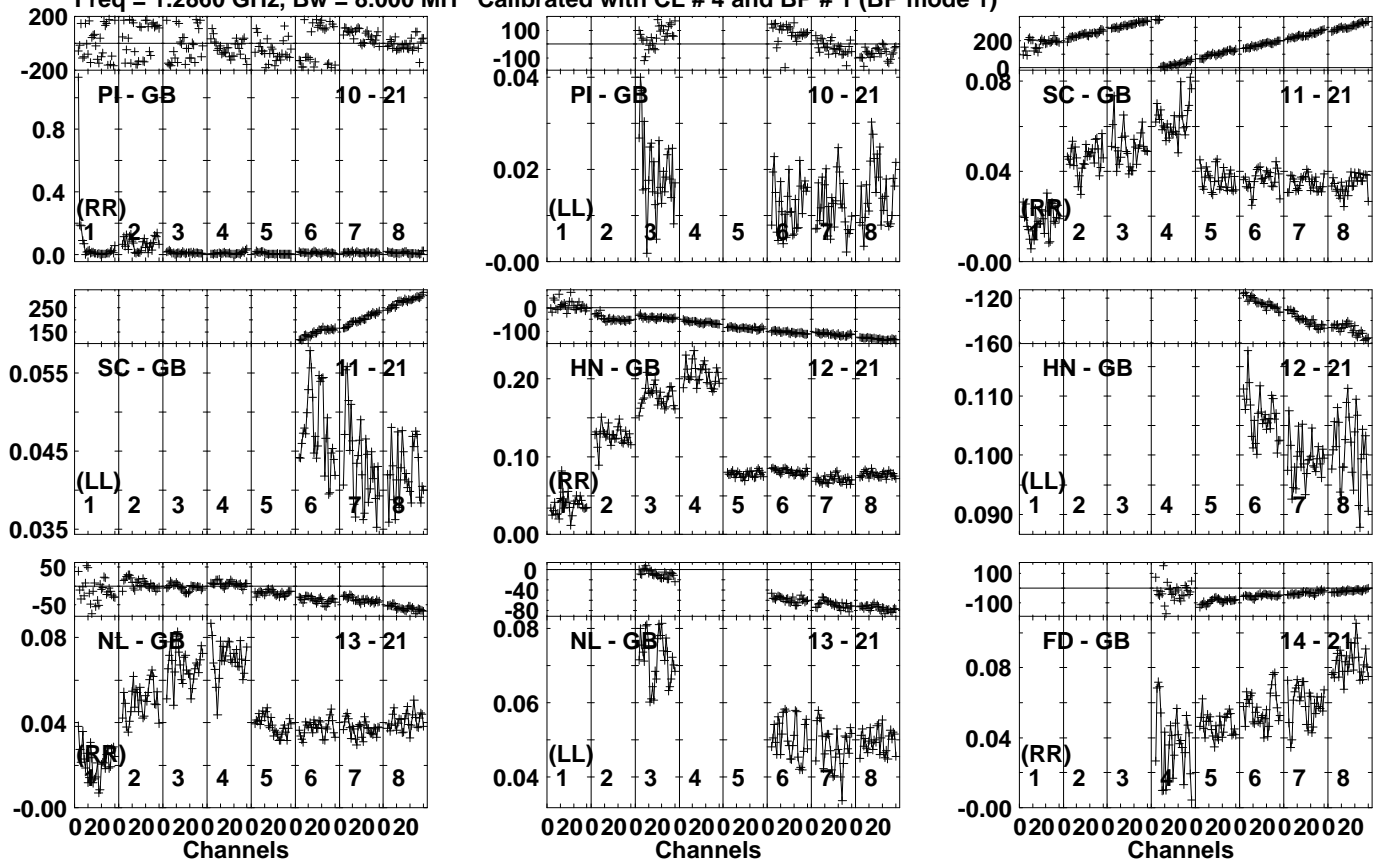 Freq = 1.2860 GHz, Bw = 8.000 MH Calibrated with CL # 4 and BP # 1 (BP mode 1)
200
-200
PI - GB 10 - 21
0.8
0.4
0.0
(RR)
1 2 3 4 5 6 7 8
100
-100
0.04
PI - GB 10 - 21
0.02
-0.00
(LL)
1 2 3 4 5 6 7 8
200
0
0.08
SC - GB 11 - 21
0.04
-0.00
(RR)
1 2 3 4 5 6 7 8
250
150
SC - GB 11 - 21
0.055
0.045
0.035
(LL)
1 2 3 4 5 6 7 8
0
-100
HN - GB 12 - 21
0.20
0.10
0.00
(RR)
1 2 3 4 5 6 7 8
-120
-160
HN - GB 12 - 21
0.110
0.100
0.090
(LL)
1 2 3 4 5 6 7 8
50
-50
0.08
NL - GB 13 - 21
0.04
-0.00
(RR)
1 2 3 4 5 6 7 8
0 20 0 20 0 20 0 20 0 20 0 20 0 20 0 20
Channels
0
-40
-80
0.08
NL - GB 13 - 21
0.06
0.04
(LL)
1 2 3 4 5 6 7 8
0 20 0 20 0 20 0 20 0 20 0 20 0 20 0 20
Channels
100
-100
FD - GB 14 - 21
0.08
0.04
-0.00
(RR)
1 2 3 4 5 6 7 8
0 20 0 20 0 20 0 20 0 20 0 20 0 20 0 20
Channels